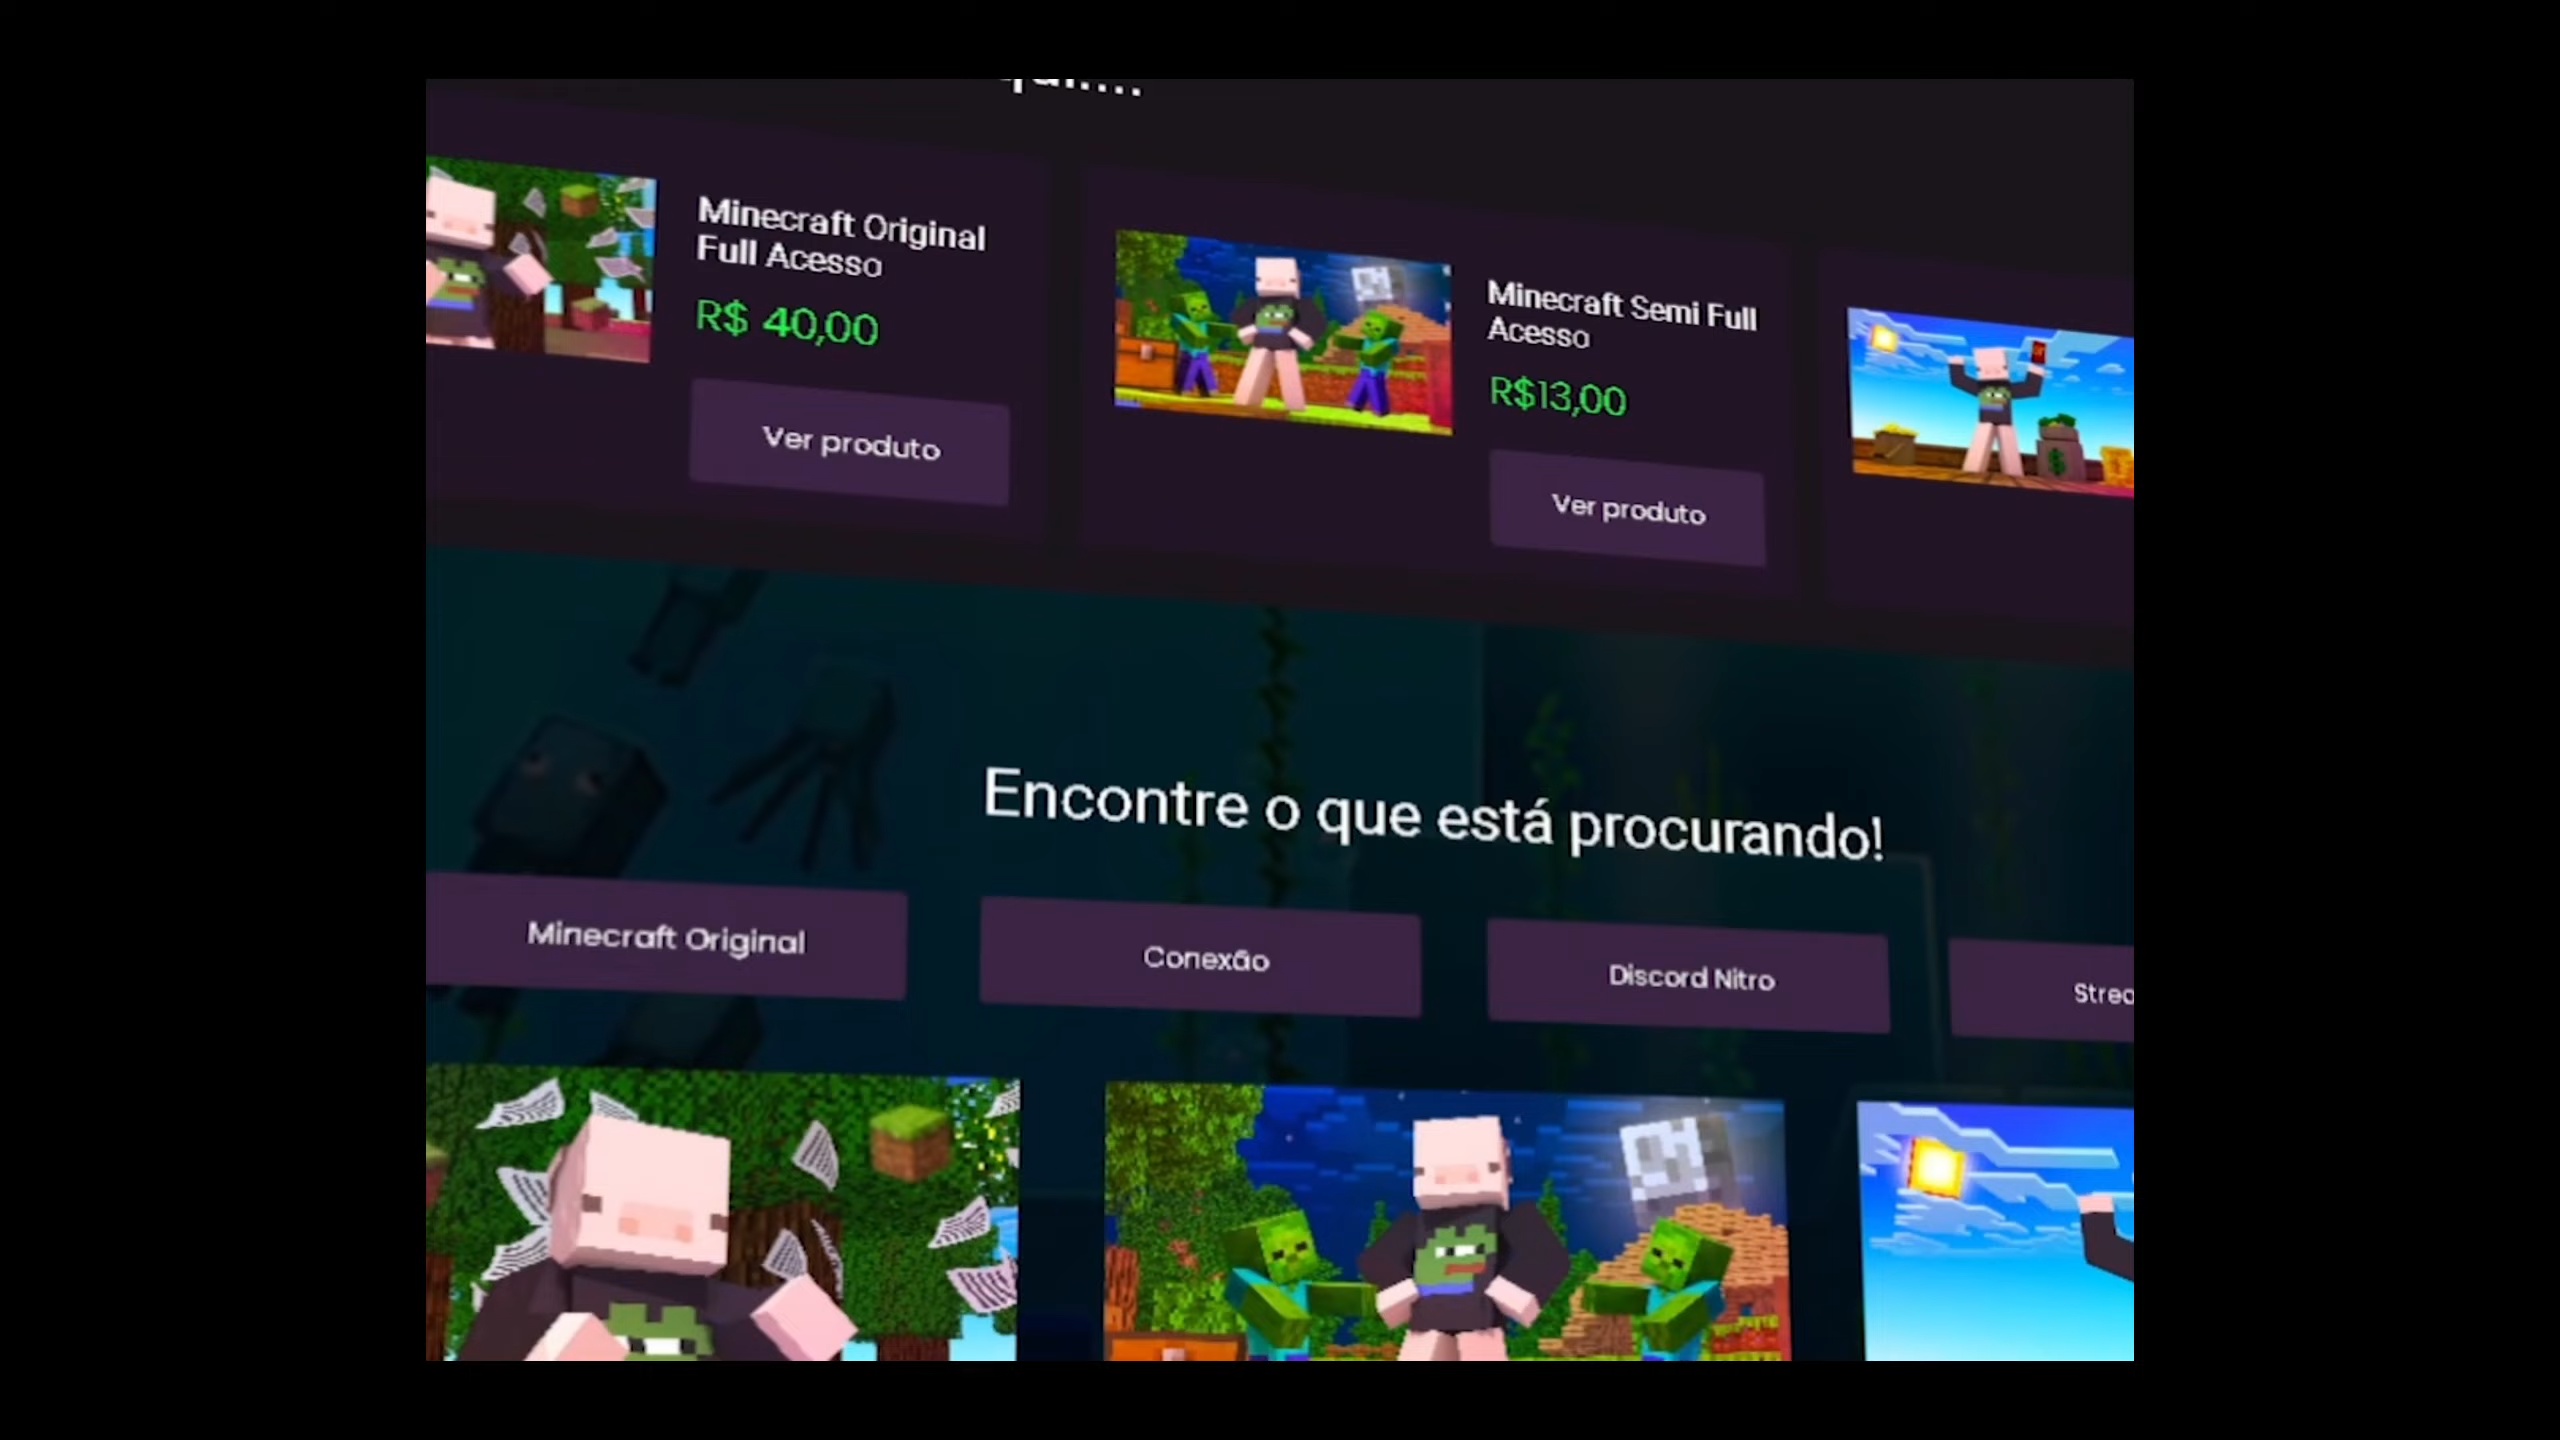 Minecraft Original
Full Acesso
R$ 40,00
Ver produto
Minecraft Semi Full
Acesso
R$13,00
Ver produto
Encontre o que está procurando!
Minecraft Original
Conexão
Discord Nitro